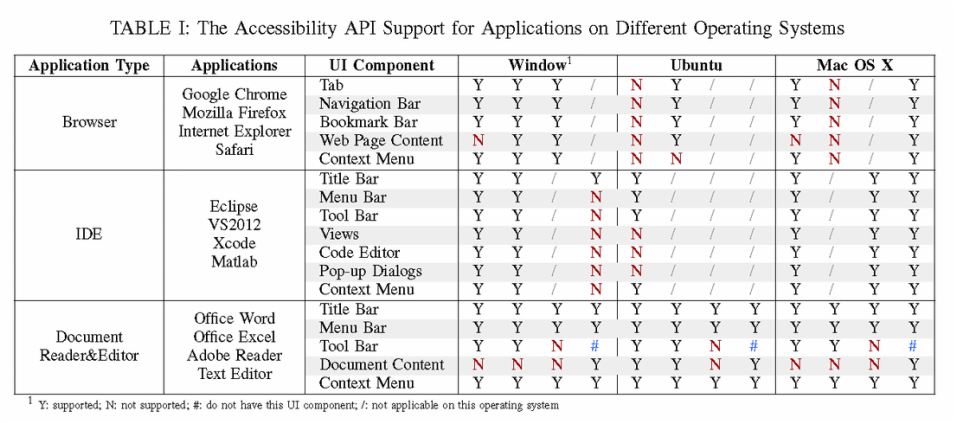 TABLE I: The Accessibility API Support for Applications on Different Operating Systems
Application Type Applications UI Component Window1 Ubuntu Mac OS X
Browser
Google Chrome
Mozilla Firefox
Internet Explorer
Safari
Tab Y Y Y / N Y / / Y N / Y
Navigation Bar Y Y Y / N Y / / Y N / Y
Bookmark Bar Y Y Y / N Y / / Y N / Y
Web Page Content N Y Y / N Y / / N N / Y
Context Menu Y Y Y / N N / / Y N / Y
IDE
Eclipse
VS2012
Xcode
Matlab
Title Bar Y Y / Y Y / / / Y / Y Y
Menu Bar Y Y / N Y / / / Y / Y Y
Tool Bar Y Y / N Y / / / Y / Y Y
Views Y Y / N N / / / Y / Y Y
Code Editor Y Y / N N / / / Y / Y Y
Pop-up Dialogs Y Y / N N / / / Y / Y Y
Context Menu Y Y / N Y / / / Y / Y Y
Document
Reader&Editor
Office Word
Office Excel
Adobe Reader
Text Editor
Title Bar Y Y Y Y Y Y Y Y Y Y Y Y
Menu Bar Y Y Y Y Y Y Y Y Y Y Y Y
Tool Bar Y Y N # Y Y N # Y Y N #
Document Content N N N Y Y Y N Y N N N Y
Context Menu Y Y Y Y Y Y Y Y Y Y Y Y
1 Y: supported; N: not supported; #: do not have this UI component; /: not applicable on this operating system